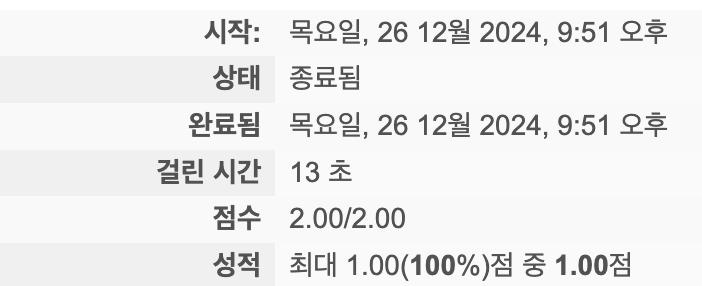 시작: 목요일, 26 12월 2024, 9:51 오후
상태 종료됨
완료됨 목요일, 26 12월 2024, 9:51 오후
걸린 시간 13 초
점수 2.00/2.00
성적 최대 1.00(100%)점 중 1.00점